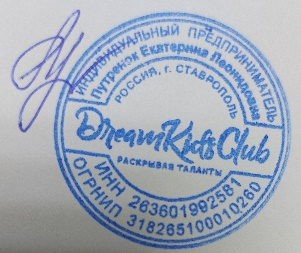 ИНДИВИДУАЛЬНЫЙ ПРЕДПРИНИМАТЕЛЬ
Путренок Екатерина Леонидовна
РОССИЯ, г. СТАВРОПОЛЬ
DreamKidsClub
РАСКРЫВАЯ ТАЛАНТЫ
ИНН 263601992581
ОГРНИП 318265100010260